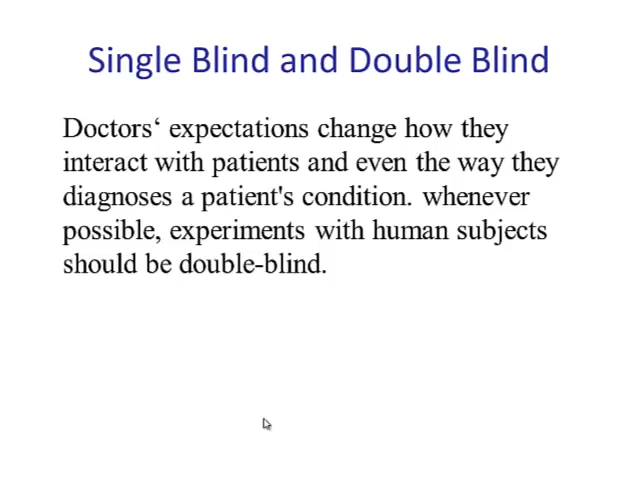 Single Blind and Double Blind
Doctors‘ expectations change how they
interact with patients and even the way they
diagnoses a patient's condition. whenever
possible, experiments with human subjects
should be double-blind.